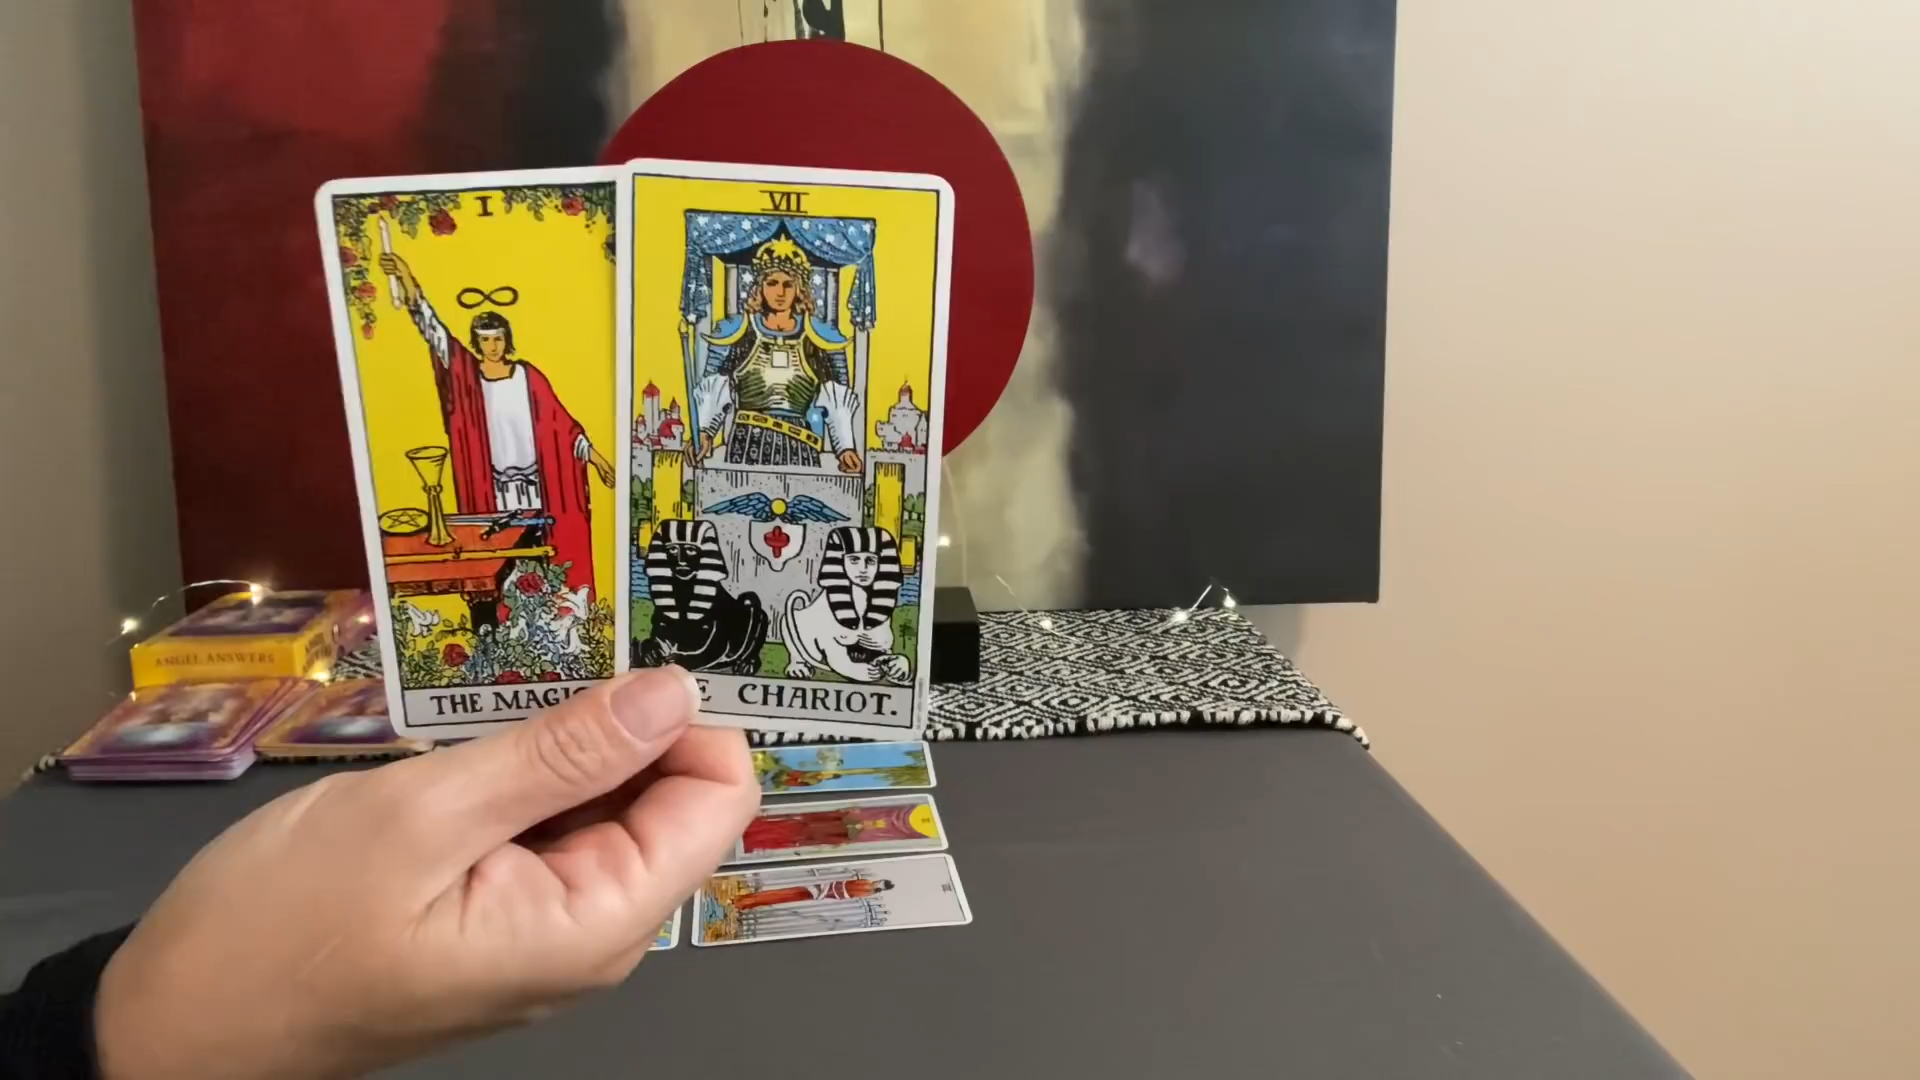 I
VII
THE MAGIC
E CHARIOT.
ANGEL ANSWERS